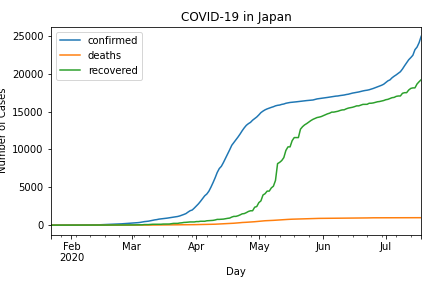 COVID-19 in Japan
confirmed
deaths
recovered
25000
20000
15000
10000
5000
0
Number of Cases
Feb
2020
Mar
Apr
May
Jun
Jul
Day